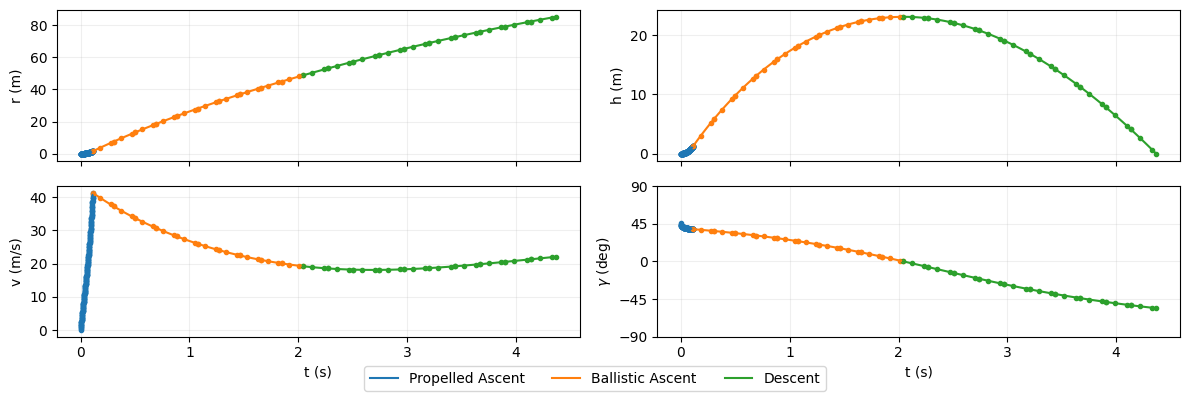 r (m)
80
60
40
20
0
h (m)
20
10
0
v (m/s)
40
30
20
10
0
0 1 2 3 4
t (s)
γ (deg)
90
45
0
−45
−90
0 1 2 3 4
t (s)
Propelled Ascent Ballistic Ascent Descent